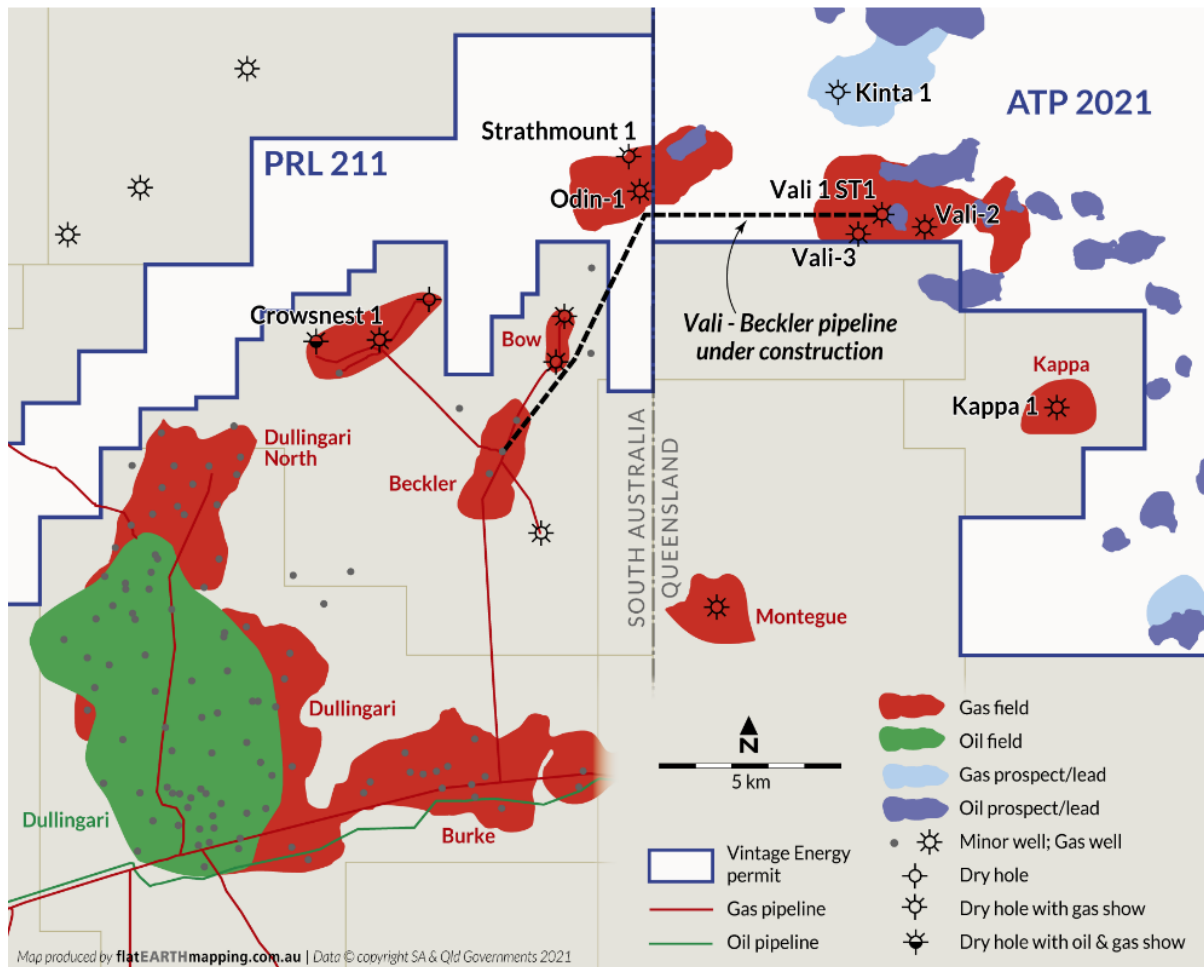 Kinta 1
ATP 2021
Strathmount 1
PRL 211
Odin-1
Vali 1 ST1
Vali-2
Vali-3
Crowsnest 1
Bow
Vali - Beckler pipeline
under construction
Kappa
Kappa 1
Dullingari
North
Beckler
SOUTH AUSTRALIA
QUEENSLAND
Montegue
Dullingari
Dullingari
Burke
N
5 km
Gas field
Oil field
Gas prospect/lead
Oil prospect/lead
Minor well; Gas well
Dry hole
Dry hole with gas show
Dry hole with oil & gas show
Vintage Energy
permit
Gas pipeline
Oil pipeline
Map produced by flatEARTHmapping.com.au | Data © copyright SA & Qld Governments 2021